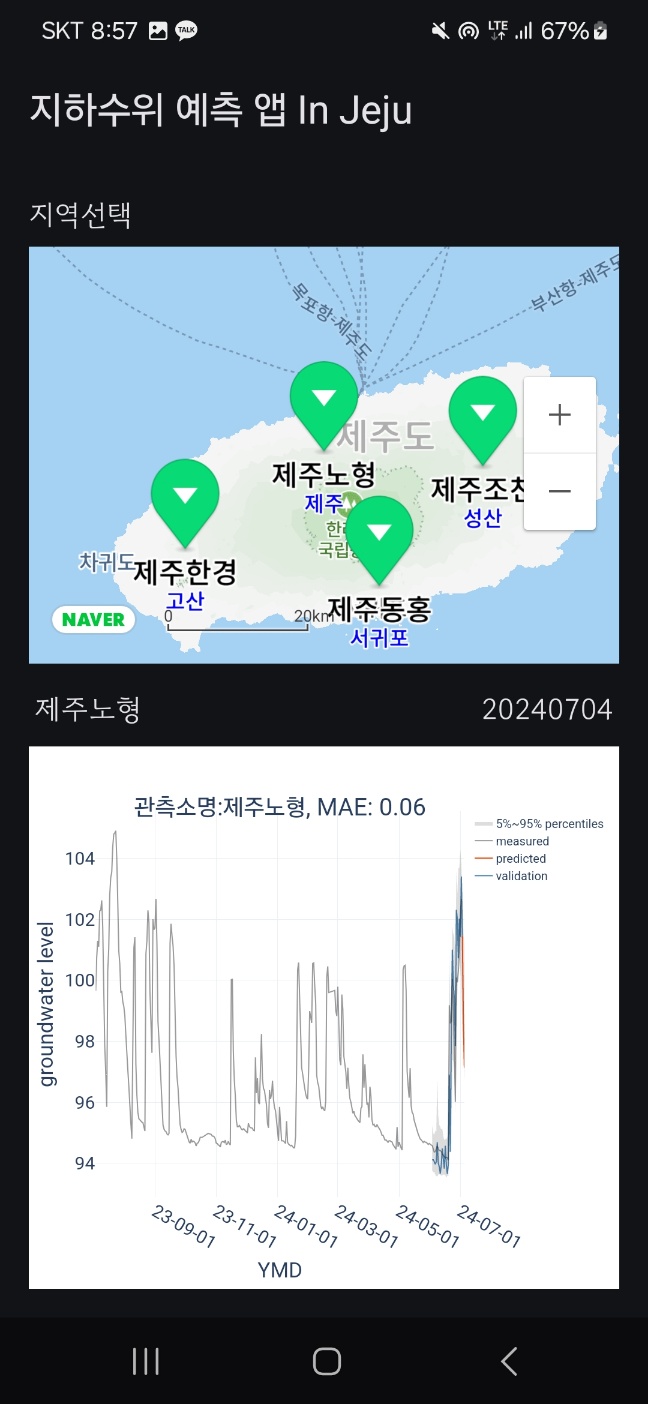 SKT 8:57 TALK LTE 67%
지하수위 예측 앱 In Jeju
지역선택
목포항-제주도
부산항-제주도
제주도
제주노형
제주
제주조천
성산
한라
국립공
차귀도
제주한경
고산
제주동홍
서귀포
NAVER
0 20km
제주노형 20240704
관측소명:제주노형, MAE: 0.06
5%~95% percentiles
measured
predicted
validation
groundwater level
104
102
100
98
96
94
23-09-01 23-11-01 24-01-01 24-03-01 24-05-01 24-07-01
YMD